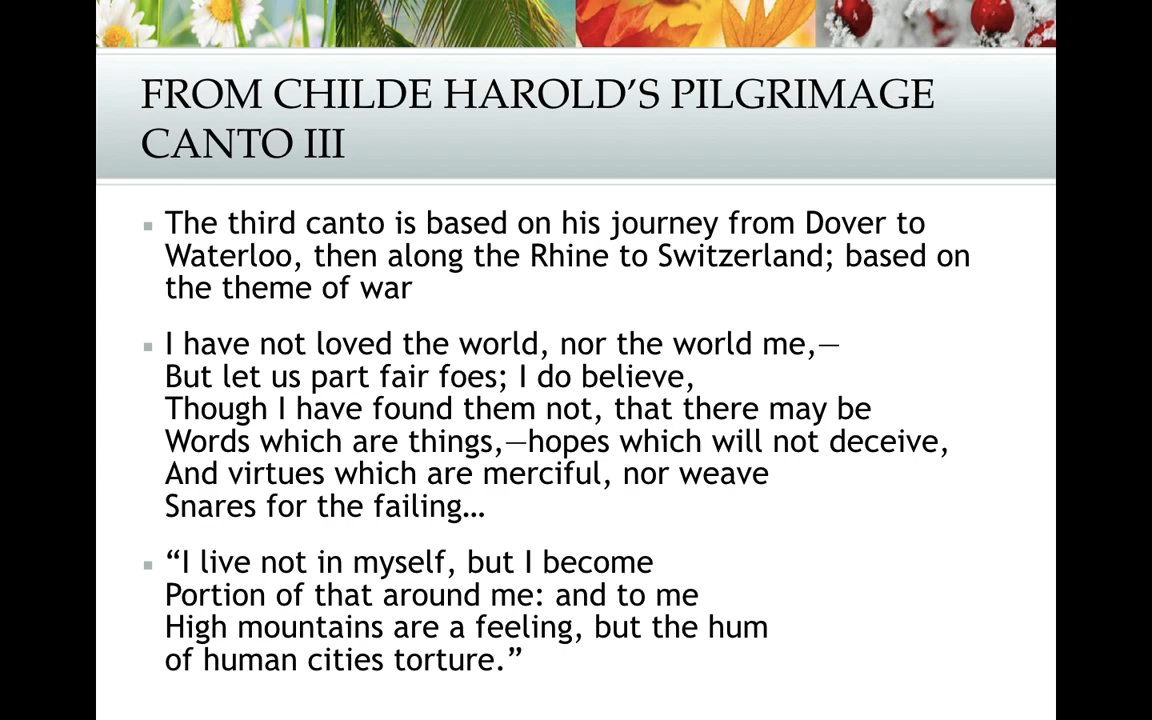 FROM CHILDE HAROLD’S PILGRIMAGE
CANTO III
The third canto is based on his journey from Dover to
Waterloo, then along the Rhine to Switzerland; based on
the theme of war
I have not loved the world, nor the world me,—
But let us part fair foes; I do believe,
Though I have found them not, that there may be
Words which are things,—hopes which will not deceive,
And virtues which are merciful, nor weave
Snares for the failing…
“I live not in myself, but I become
Portion of that around me: and to me
High mountains are a feeling, but the hum
of human cities torture.”